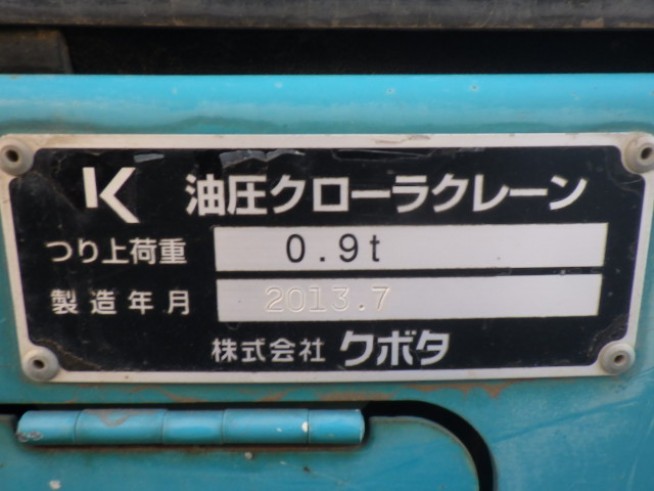 K 油圧クローラクレーン
つり上荷重 0.9t
製造年月 2013.7
株式会社 クボタ